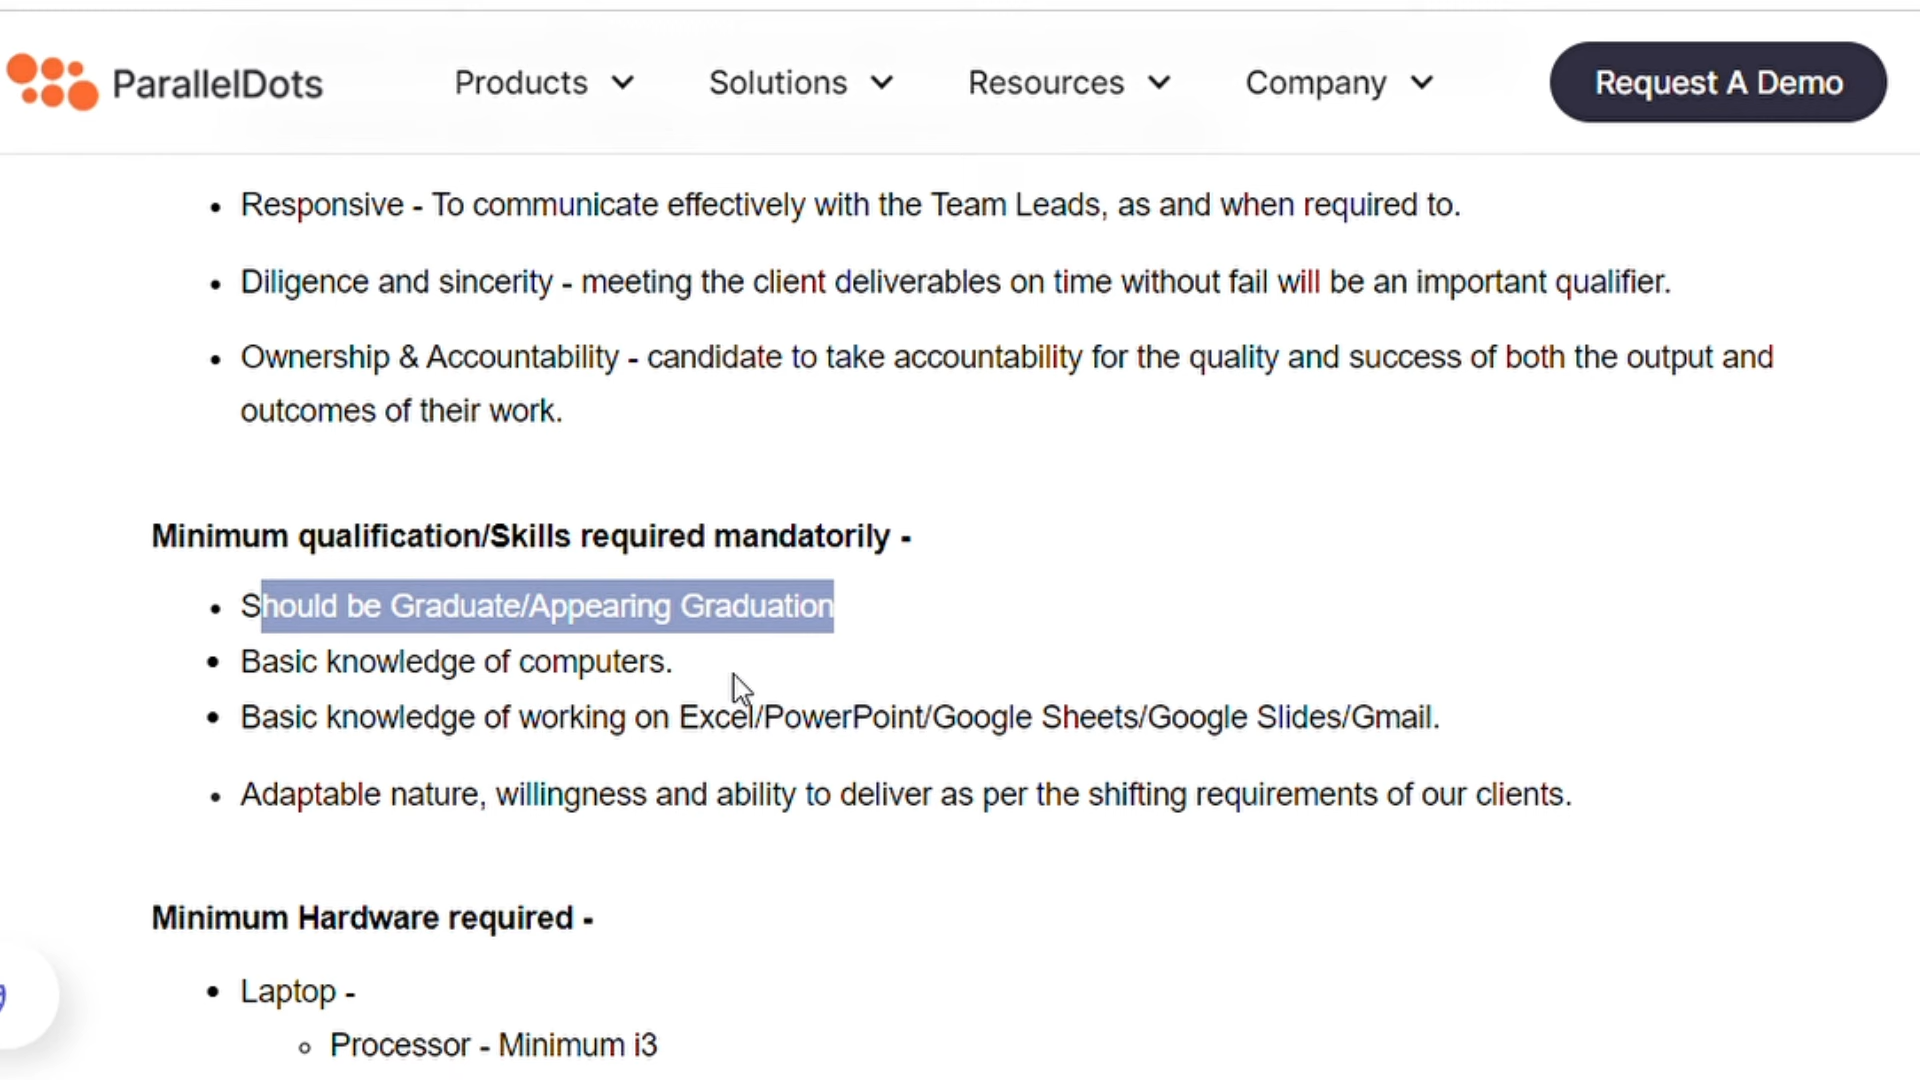 ParallelDots
Products
Solutions
Resources
Company
Request A Demo
Responsive - To communicate effectively with the Team Leads, as and when required to.
Diligence and sincerity - meeting the client deliverables on time without fail will be an important qualifier.
Ownership & Accountability - candidate to take accountability for the quality and success of both the output and
outcomes of their work.
Minimum qualification/Skills required mandatorily -
Should be Graduate/Appearing Graduation
Basic knowledge of computers.
Basic knowledge of working on Excel/PowerPoint/Google Sheets/Google Slides/Gmail.
Adaptable nature, willingness and ability to deliver as per the shifting requirements of our clients.
Minimum Hardware required -
Laptop -
Processor - Minimum i3